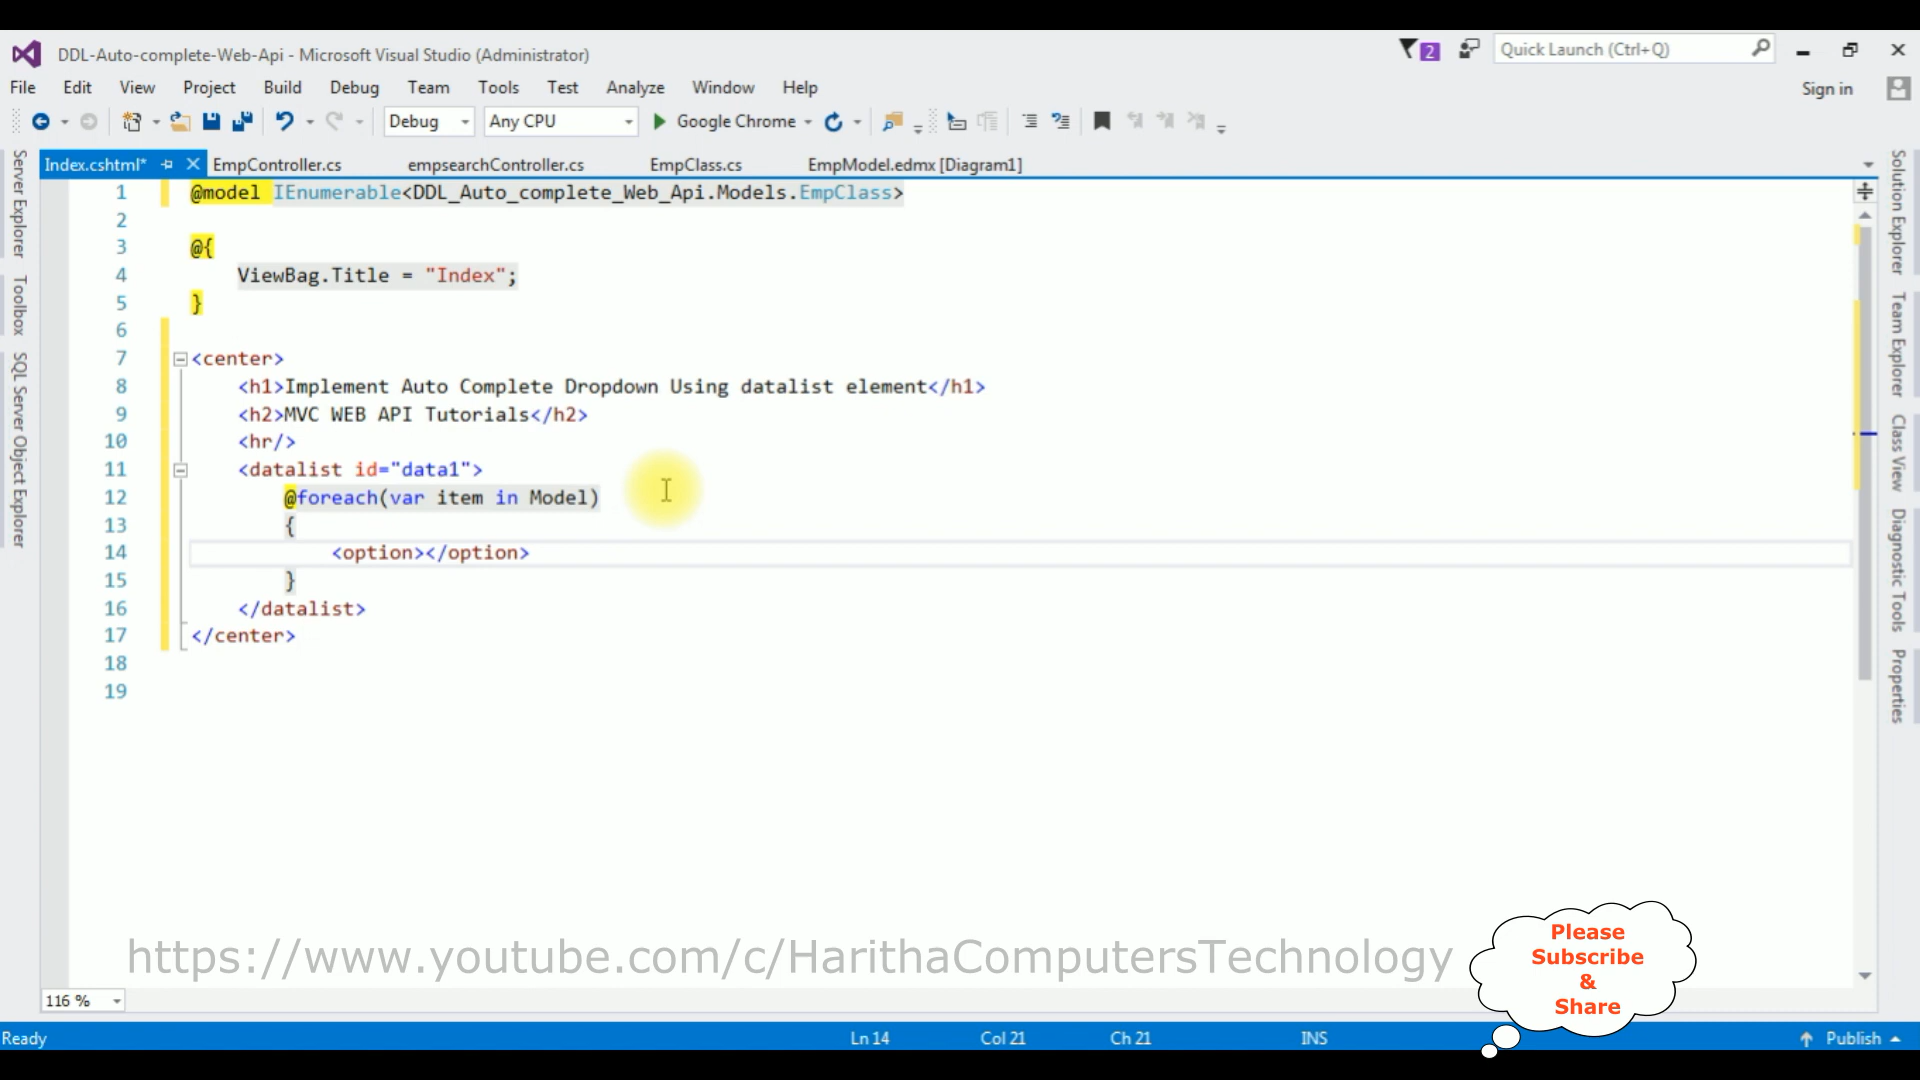 DDL-Auto-complete-Web-Api - Microsoft Visual Studio (Administrator)
2
Quick Launch (Ctrl+Q)
File Edit View Project Build Debug Team Tools Test Analyze Window Help
Sign in
Debug Any CPU Google Chrome
Index.cshtml* EmpController.cs empsearchController.cs EmpClass.cs EmpModel.edmx [Diagram1]
Server Explorer
Toolbox
SQL Server Object Explorer
1 @model IEnumerable<DDL_Auto_complete_Web_Api.Models.EmpClass>
2
3 @{
4 ViewBag.Title = "Index";
5 }
6
7 <center>
8 <h1>Implement Auto Complete Dropdown Using datalist element</h1>
9 <h2>MVC WEB API Tutorials</h2>
10 <hr/>
11 <datalist id="data1">
12 @foreach(var item in Model)
13 {
14 <option></option>
15 }
16 </datalist>
17 </center>
18
19
Solution Explorer
Team Explorer
Class View
Diagnostic Tools
Properties
https://www.youtube.com/c/HarithaComputersTechnology
Please
Subscribe
&
Share
116 %
Ready Ln 14 Col 21 Ch 21 INS Publish